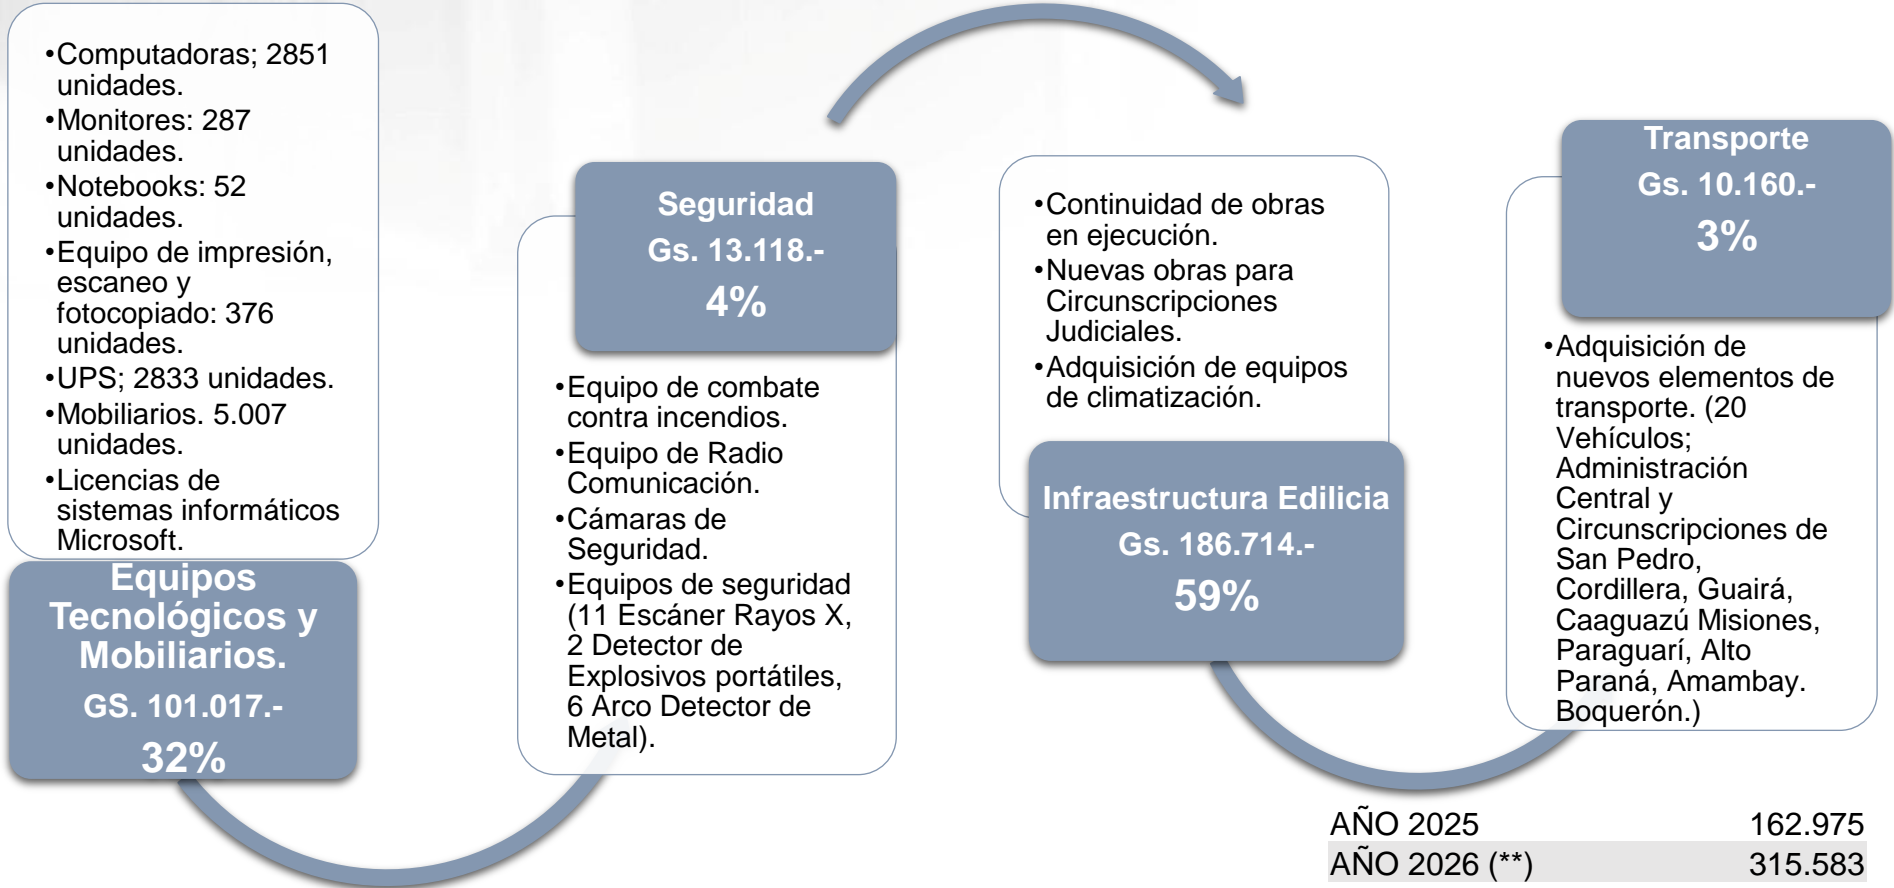 •Computadoras; 2851
unidades.
•Monitores: 287
unidades.
•Notebooks: 52
unidades.
•Equipo de impresión,
escaneo y
fotocopiado: 376
unidades.
•UPS; 2833 unidades.
•Mobiliarios. 5.007
unidades.
•Licencias de
sistemas informáticos
Microsoft.
Equipos
Tecnológicos y
Mobiliarios.
GS. 101.017.-
32%
Seguridad
Gs. 13.118.-
4%
•Equipo de combate
contra incendios.
•Equipo de Radio
Comunicación.
•Cámaras de
Seguridad.
•Equipos de seguridad
(11 Escáner Rayos X,
2 Detector de
Explosivos portátiles,
6 Arco Detector de
Metal).
•Continuidad de obras
en ejecución.
•Nuevas obras para
Circunscripciones
Judiciales.
•Adquisición de equipos
de climatización.
Infraestructura Edilicia
Gs. 186.714.-
59%
Transporte
Gs. 10.160.-
3%
•Adquisición de
nuevos elementos de
transporte. (20
Vehículos;
Administración
Central y
Circunscripciones de
San Pedro,
Cordillera, Guairá,
Caaguazú Misiones,
Paraguarí, Alto
Paraná, Amambay.
Boquerón.)
AÑO 2025 162.975
AÑO 2026 (**) 315.583